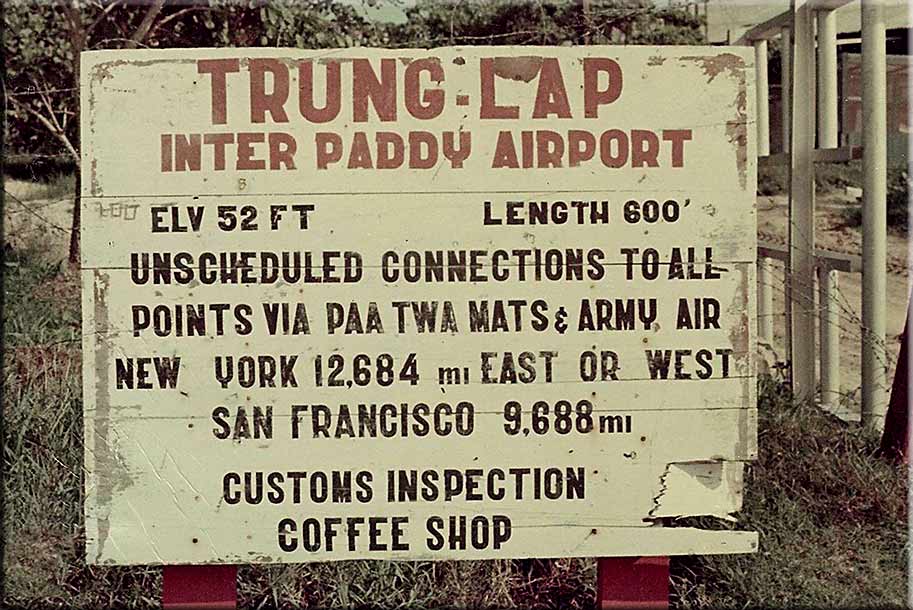 TRUNG-LAP
INTER PADDY AIRPORT
ELV 52 FT LENGTH 600'
UNSCHEDULED CONNECTIONS TO ALL
POINTS VIA PAA TWA MATS & ARMY AIR
NEW YORK 12,684 mi EAST OR WEST
SAN FRANCISCO 9,688 mi
CUSTOMS INSPECTION
COFFEE SHOP